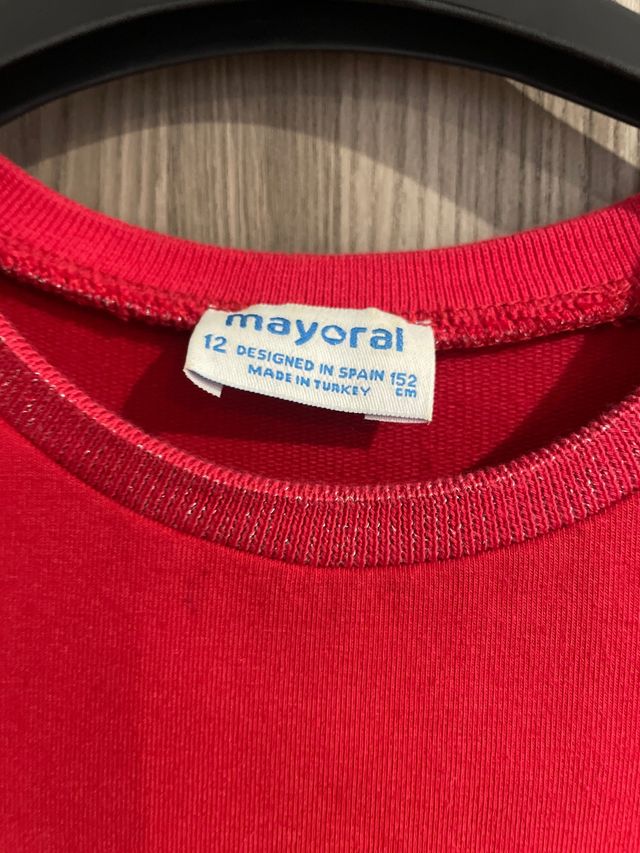 mayoral
12 DESIGNED IN SPAIN 152
MADE IN TURKEY cm